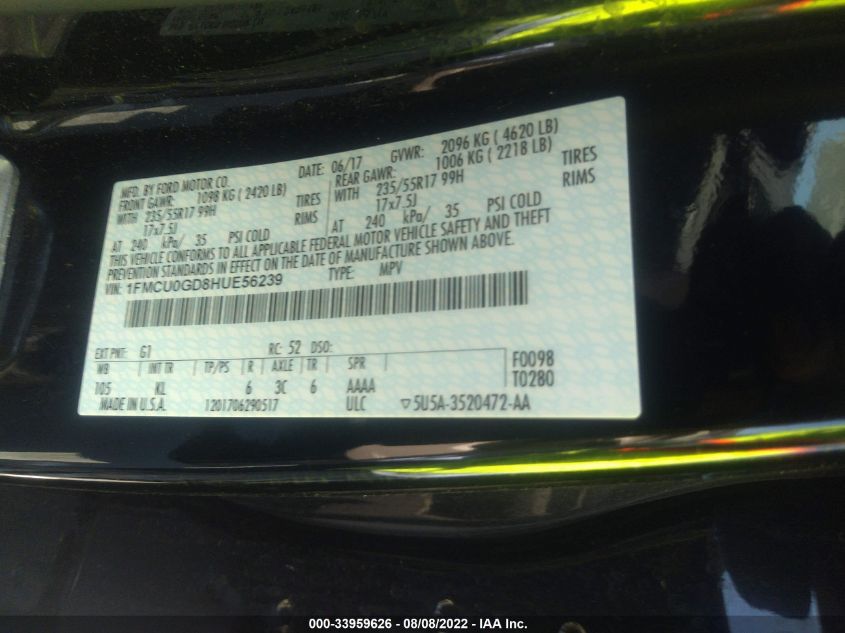 MFD. BY FORD MOTOR CO. DATE: 06/17 GVWR: 2096 KG ( 4620 LB)
FRONT GAWR: 1098 KG ( 2420 LB) REAR GAWR: 1006 KG ( 2218 LB)
WITH 235/55R17 99H TIRES WITH 235/55R17 99H TIRES
17x7.5J RIMS 17x7.5J RIMS
AT 240 kPa/ 35 PSI COLD AT 240 kPa/ 35 PSI COLD
THIS VEHICLE CONFORMS TO ALL APPLICABLE FEDERAL MOTOR VEHICLE SAFETY AND THEFT
PREVENTION STANDARDS IN EFFECT ON THE DATE OF MANUFACTURE SHOWN ABOVE.
VIN: 1FMCU0GD8HUE56239 TYPE: MPV
EXT PNT: G1 RC: 52 DSO: F0098
WB INT TR TP/PS R AXLE TR SPR T0280
105 KL 6 3C 6 AAAA
MADE IN U.S.A. 1201706290517 ULC ▽5U5A-3520472-AA
000-33959626 - 08/08/2022 - IAA Inc.